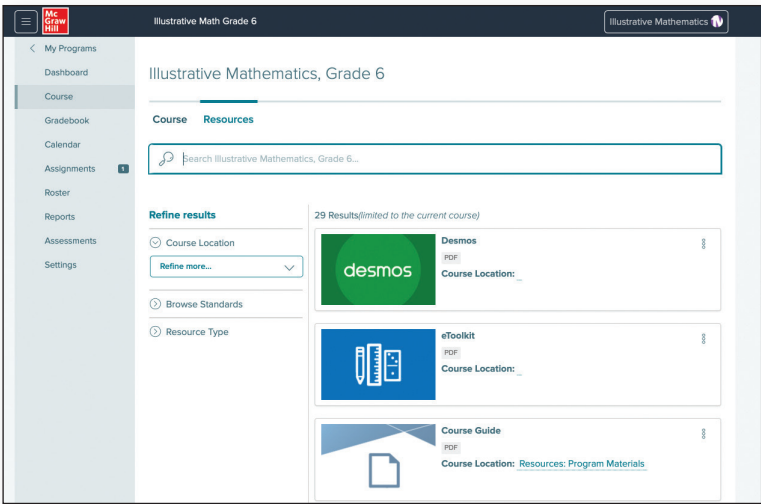 Mc
Graw
Hill
Illustrative Math Grade 6
Illustrative Mathematics
My Programs
Dashboard
Course
Gradebook
Calendar
Assignments 1
Roster
Reports
Assessments
Settings
Illustrative Mathematics, Grade 6
Course Resources
Search Illustrative Mathematics, Grade 6...
Refine results
Course Location
Refine more...
Browse Standards
Resource Type
29 Results(limited to the current course)
desmos
Desmos
PDF
Course Location: ...
eToolkit
PDF
Course Location: ...
Course Guide
PDF
Course Location: Resources: Program Materials